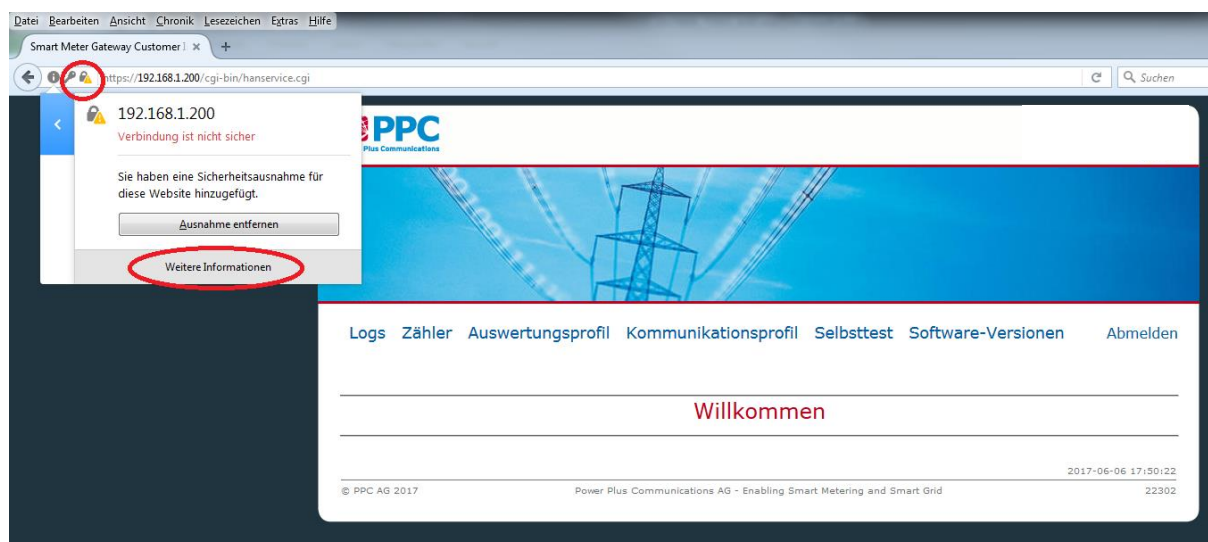 Datei Bearbeiten Ansicht Chronik Lesezeichen Extras Hilfe
Smart Meter Gateway Customer
https://192.168.1.200/cgi-bin/hanservice.cgi
Suchen
192.168.1.200
Verbindung ist nicht sicher
Sie haben eine Sicherheitsausnahme für
diese Website hinzugefügt.
Ausnahme entfernen
Weitere Informationen
PPC
Plus Communications
Logs Zähler Auswertungsprofil Kommunikationsprofil Selbsttest Software-Versionen Abmelden
Willkommen
2017-06-06 17:50:22
© PPC AG 2017 Power Plus Communications AG - Enabling Smart Metering and Smart Grid 22302